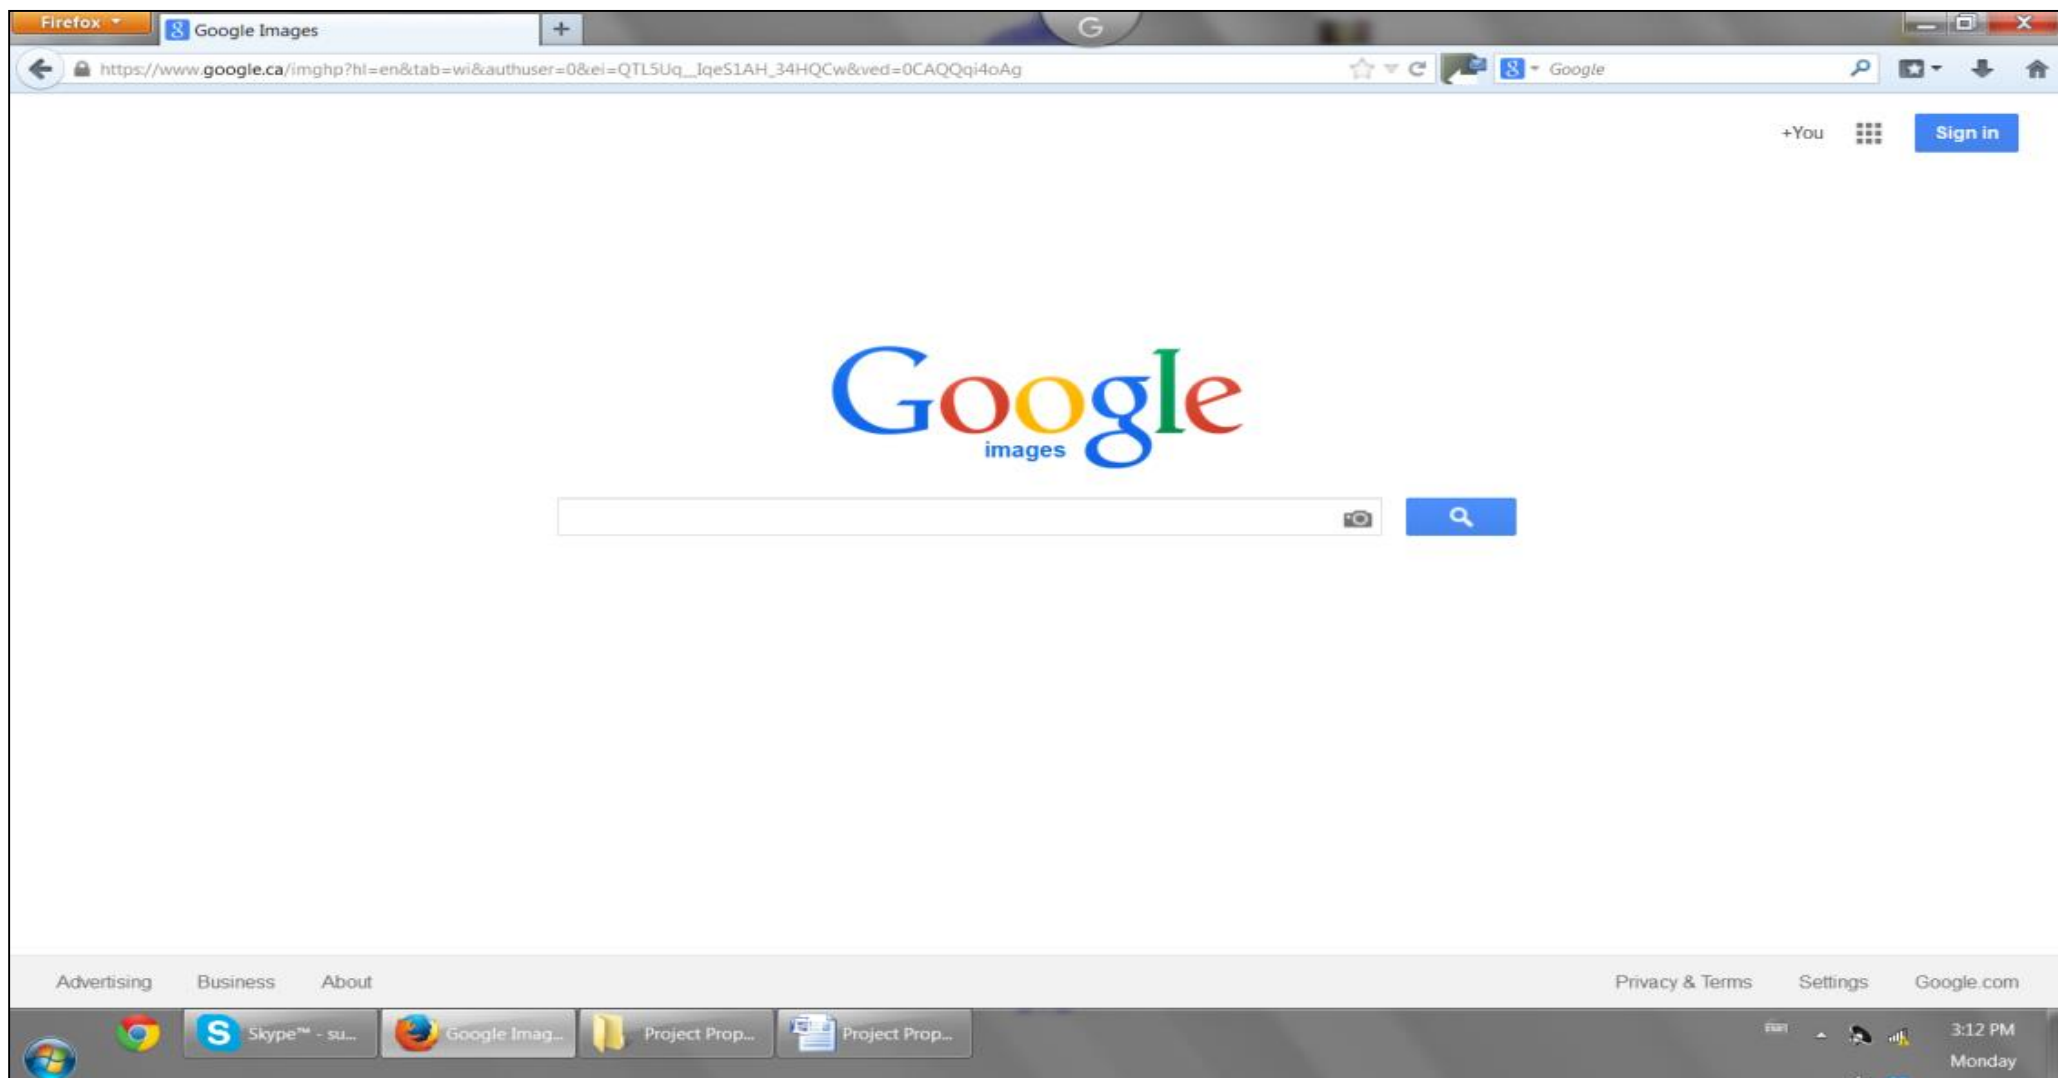 Firefox
Google Images
G
https://www.google.ca/imghp?hl=en&tab=wi&authuser=0&ei=QTL5Uq__IqeS1AH_34HQCw&ved=0CAQQqi4oAg
8 Google
+You
Sign in
Google
images
Advertising Business About
Privacy & Terms Settings Google.com
Skype™ - su...
Google Imag...
Project Prop...
Project Prop...
3:12 PM
Monday